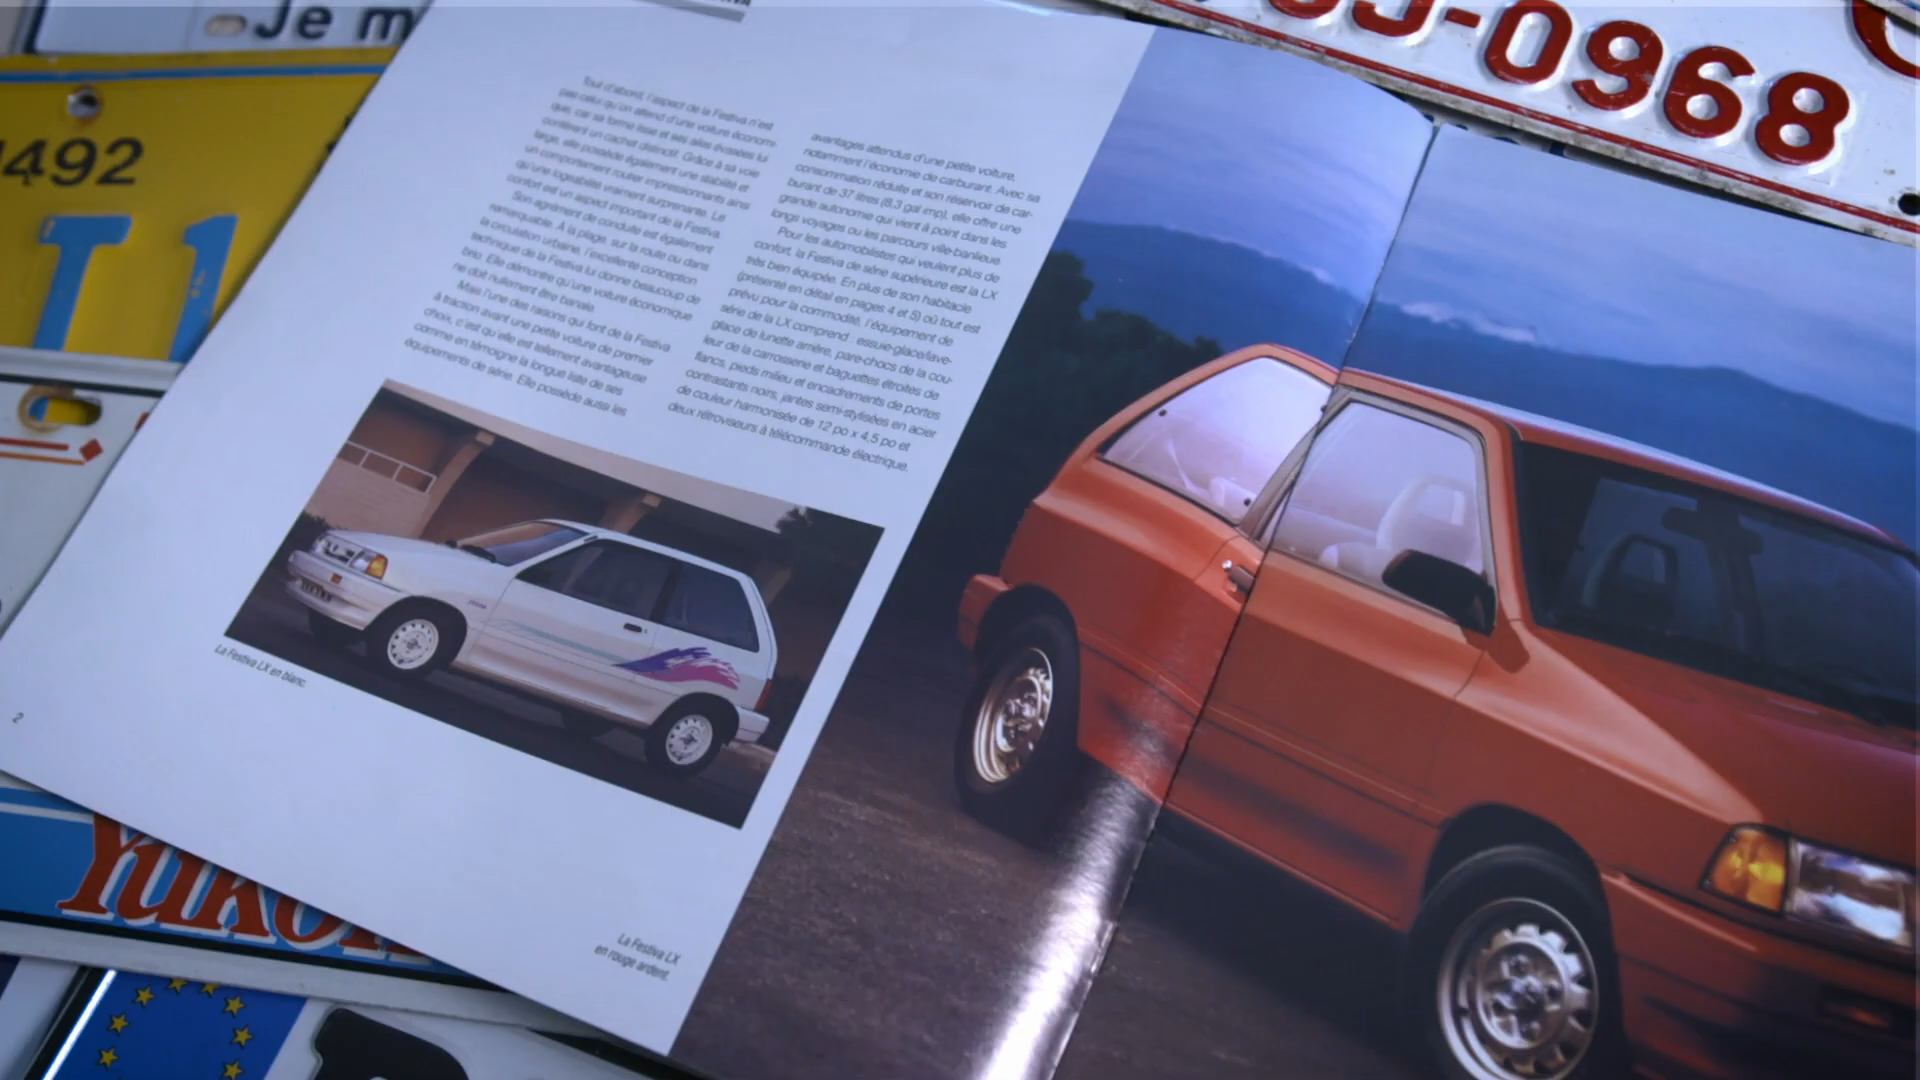 Je m
J-0968
492
T 1
Tout d'abord, l'aspect de la Festiva n'est
pas celui qu'on attend d'une voiture économi-
que, car sa forme lisse et ses ailes évasées lui
confèrent un cachet distinctif. Grâce à sa voie
large, elle possède également une stabilité et
un comportement routier impressionnants ainsi
qu'une logeabilité vraiment surprenante. Le
confort est un aspect important de la Festiva.
Son agrément de conduite est également
remarquable. À la plage, sur la route ou dans
la circulation urbaine, l'excellente conception
technique de la Festiva lui donne beaucoup de
brio. Elle démontre qu'une voiture économique
ne doit nullement être banale.
Mais l'une des raisons qui font de la Festiva
à traction avant une petite voiture de premier
choix, c'est qu'elle est tellement avantageuse
comme en témoigne la longue liste de ses
équipements de série. Elle possède aussi les
avantages attendus d'une petite voiture,
notamment l'économie de carburant. Avec sa
consommation réduite et son réservoir de car-
burant de 37 litres (8,3 gal imp), elle offre une
grande autonomie qui vient à point dans les
longs voyages ou les parcours ville-banlieue.
Pour les automobilistes qui veulent plus de
confort, la Festiva de série supérieure est la LX
très bien équipée. En plus de son habitacle
(présenté en détail en pages 4 et 5) où tout est
prévu pour la commodité, l'équipement de
série de la LX comprend : essuie-glace/lave-
glace de lunette arrière, pare-chocs de la cou-
leur de la carrosserie et baguettes étroites de
flancs, pieds milieu et encadrements de portes
contrastants noirs, jantes semi-stylisées en acier
de couleur harmonisée de 12 po x 4,5 po et
deux rétroviseurs à télécommande électrique.
La Festiva LX en blanc.
2
Yukon
La Festiva LX
en rouge ardent.